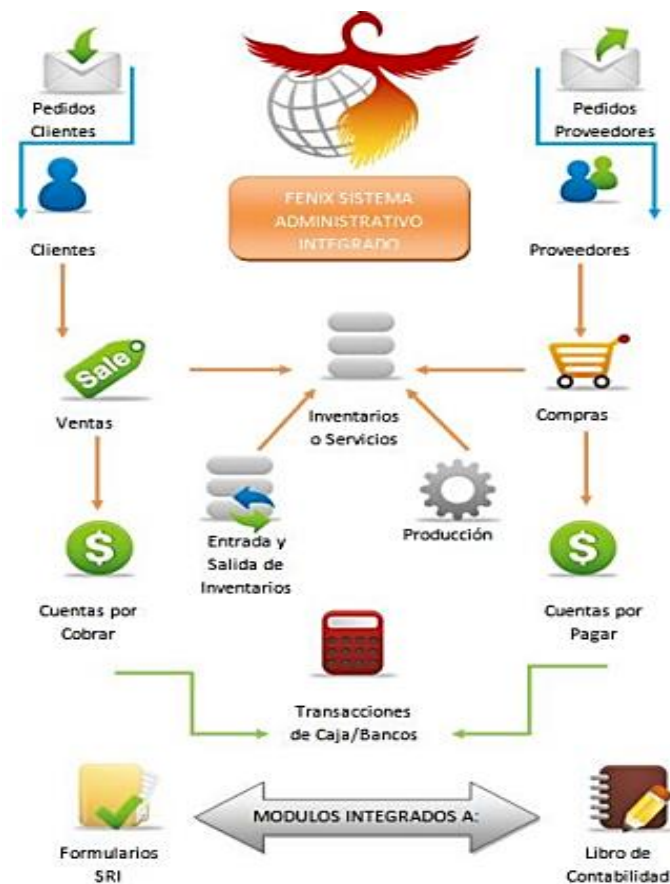 Pedidos
Clientes
Pedidos
Proveedores
FENIX SISTEMA
ADMINISTRATIVO
INTEGRADO
Clientes
Proveedores
Sale
Ventas
Inventarios
o Servicios
Compras
Entrada y
Salida de
Inventarios
Producción
$
$
Cuentas por
Cobrar
Cuentas por
Pagar
Transacciones
de Caja/Bancos
MODULOS INTEGRADOS A:
Formularios
SRI
Libro de
Contabilidad